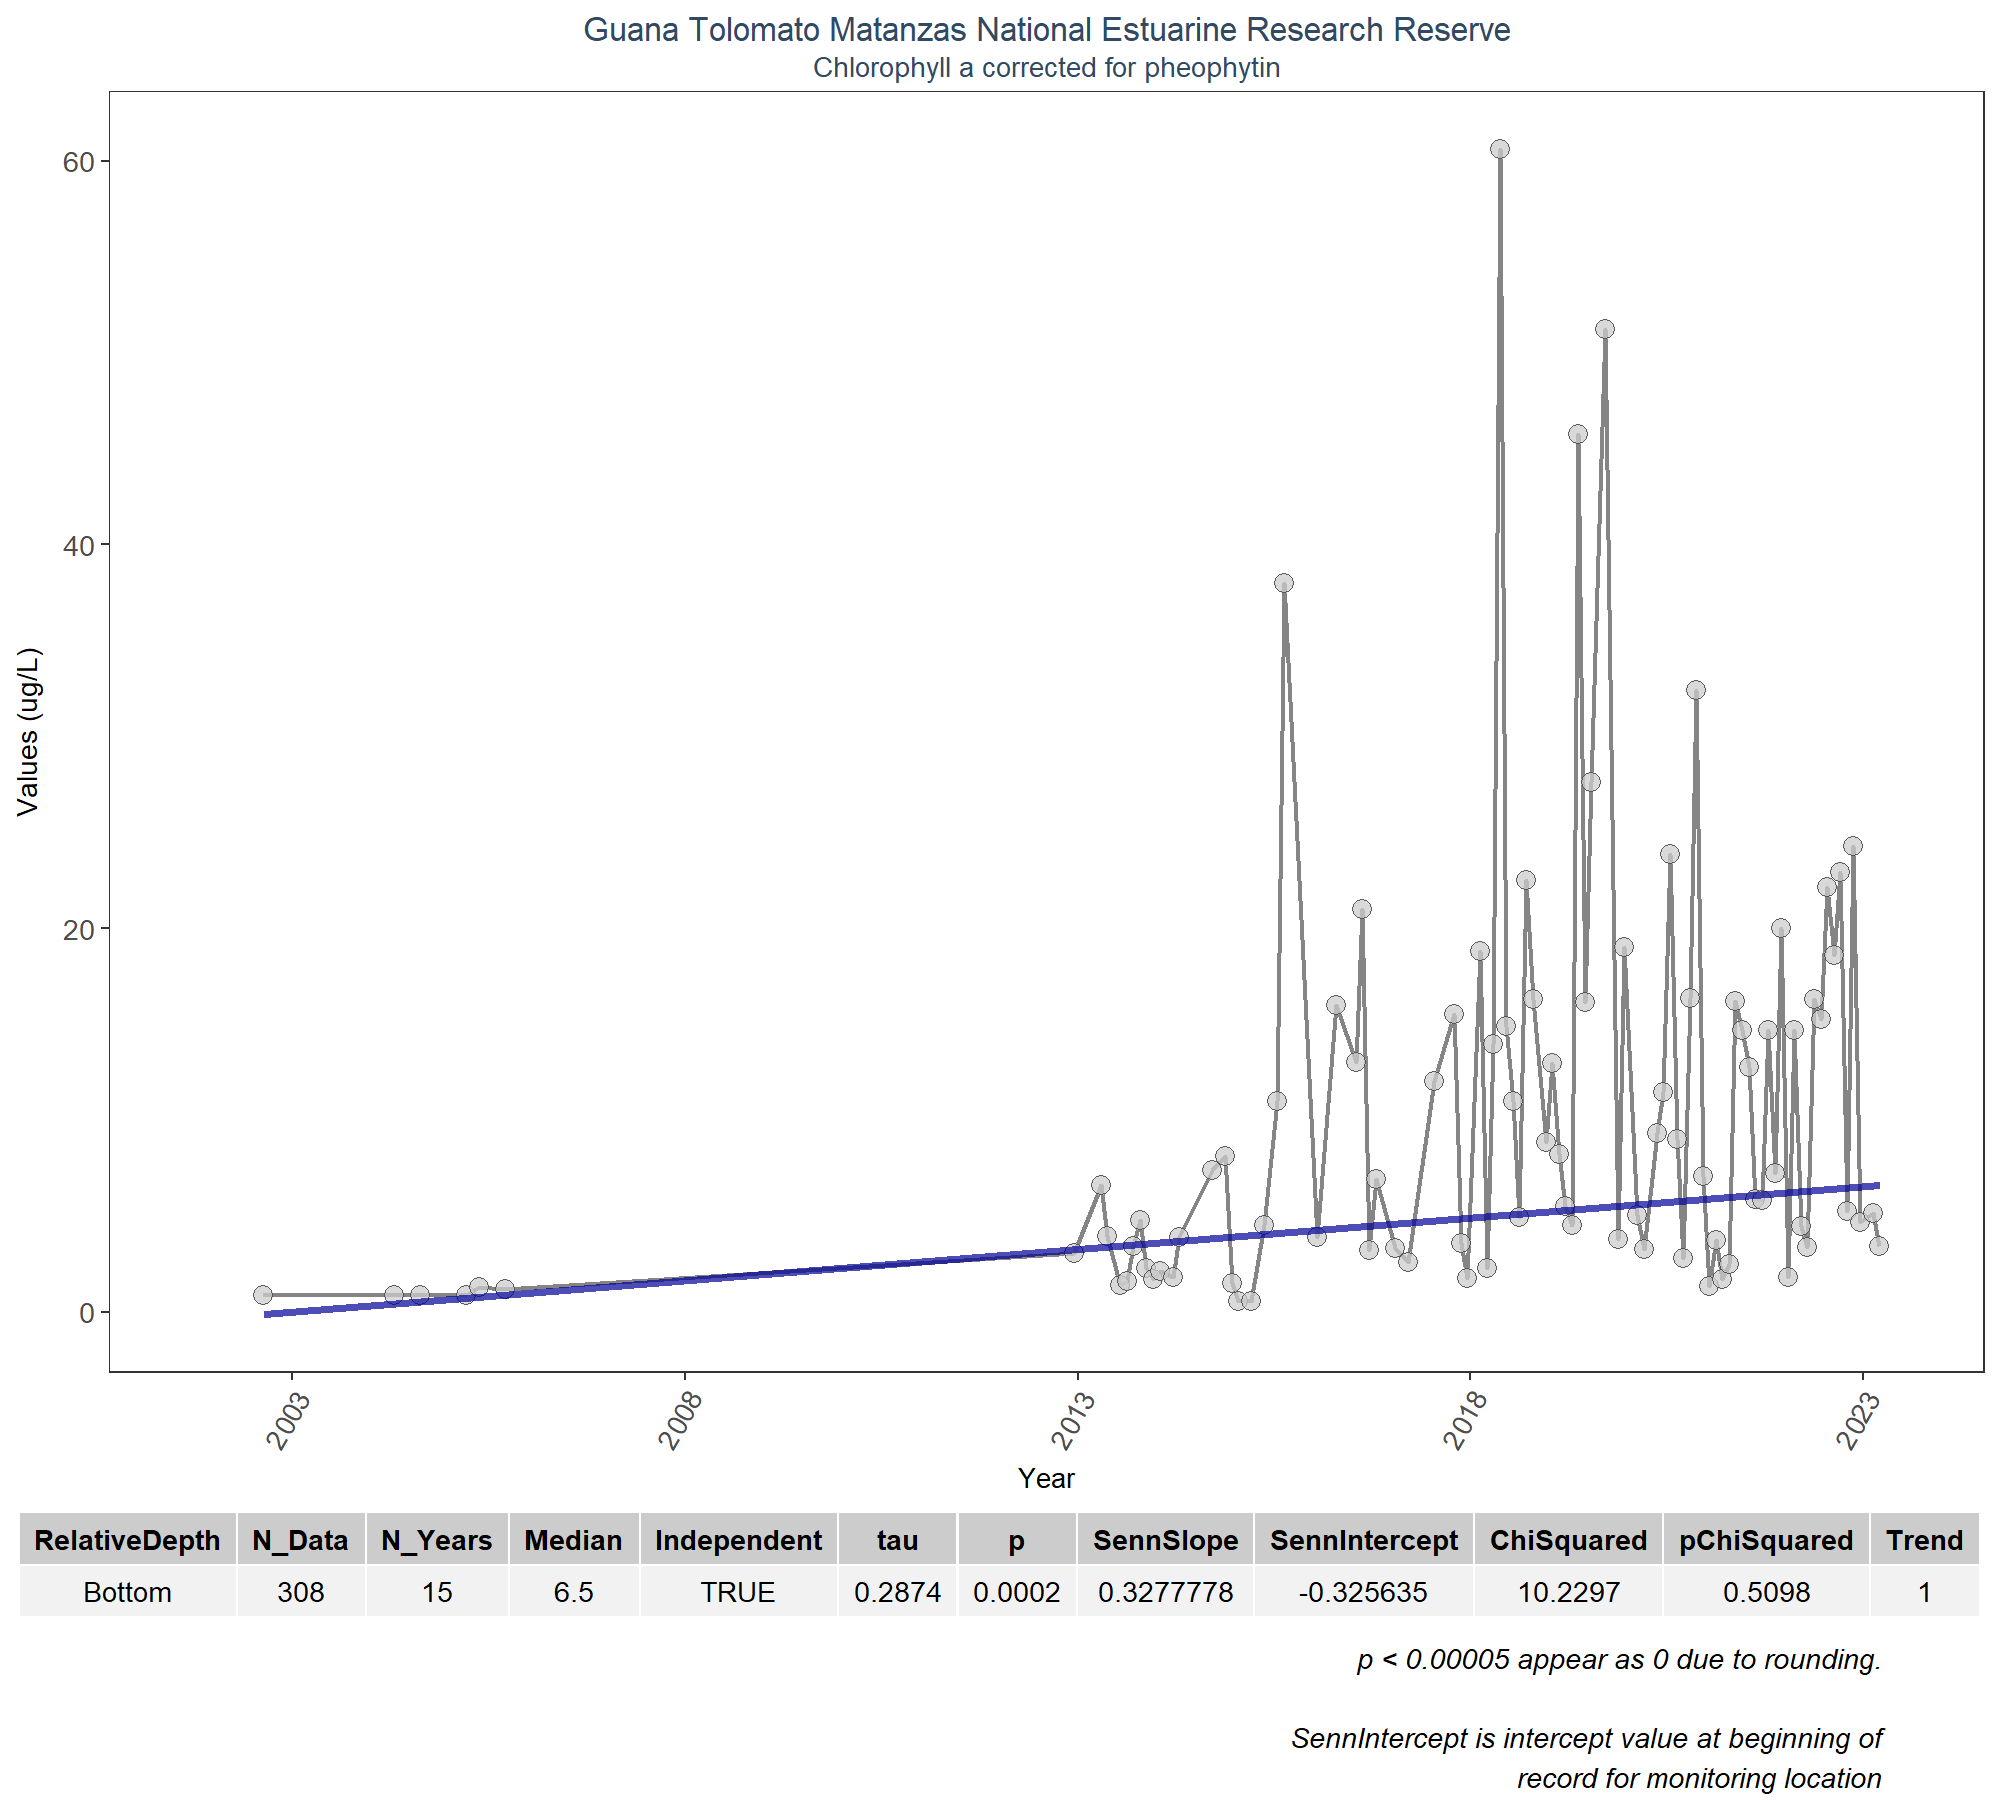 Guana Tolomato Matanzas National Estuarine Research Reserve
Chlorophyll a corrected for pheophytin
60
40
20
0
Values (ug/L)
2003
2008
2013
2018
2023
Year
RelativeDepth N_Data N_Years Median Independent tau p SennSlope SennIntercept ChiSquared pChiSquared Trend
Bottom 308 15 6.5 TRUE 0.2874 0.0002 0.3277778 -0.325635 10.2297 0.5098 1
p < 0.00005 appear as 0 due to rounding.
SennIntercept is intercept value at beginning of
record for monitoring location